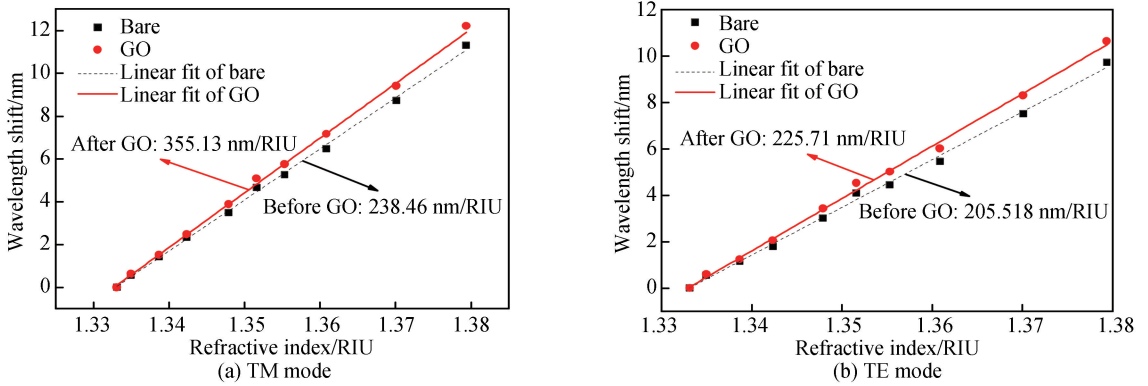 12
10
8
6
4
2
0
Wavelength shift/nm
Bare
GO
Linear fit of bare
Linear fit of GO
After GO: 355.13 nm/RIU
Before GO: 238.46 nm/RIU
1.33 1.34 1.35 1.36 1.37 1.38
Refractive index/RIU
(a) TM mode
12
10
8
6
4
2
0
Wavelength shift/nm
Bare
GO
Linear fit of bare
Linear fit of GO
After GO: 225.71 nm/RIU
Before GO: 205.518 nm/RIU
1.33 1.34 1.35 1.36 1.37 1.38
Refractive index/RIU
(b) TE mode